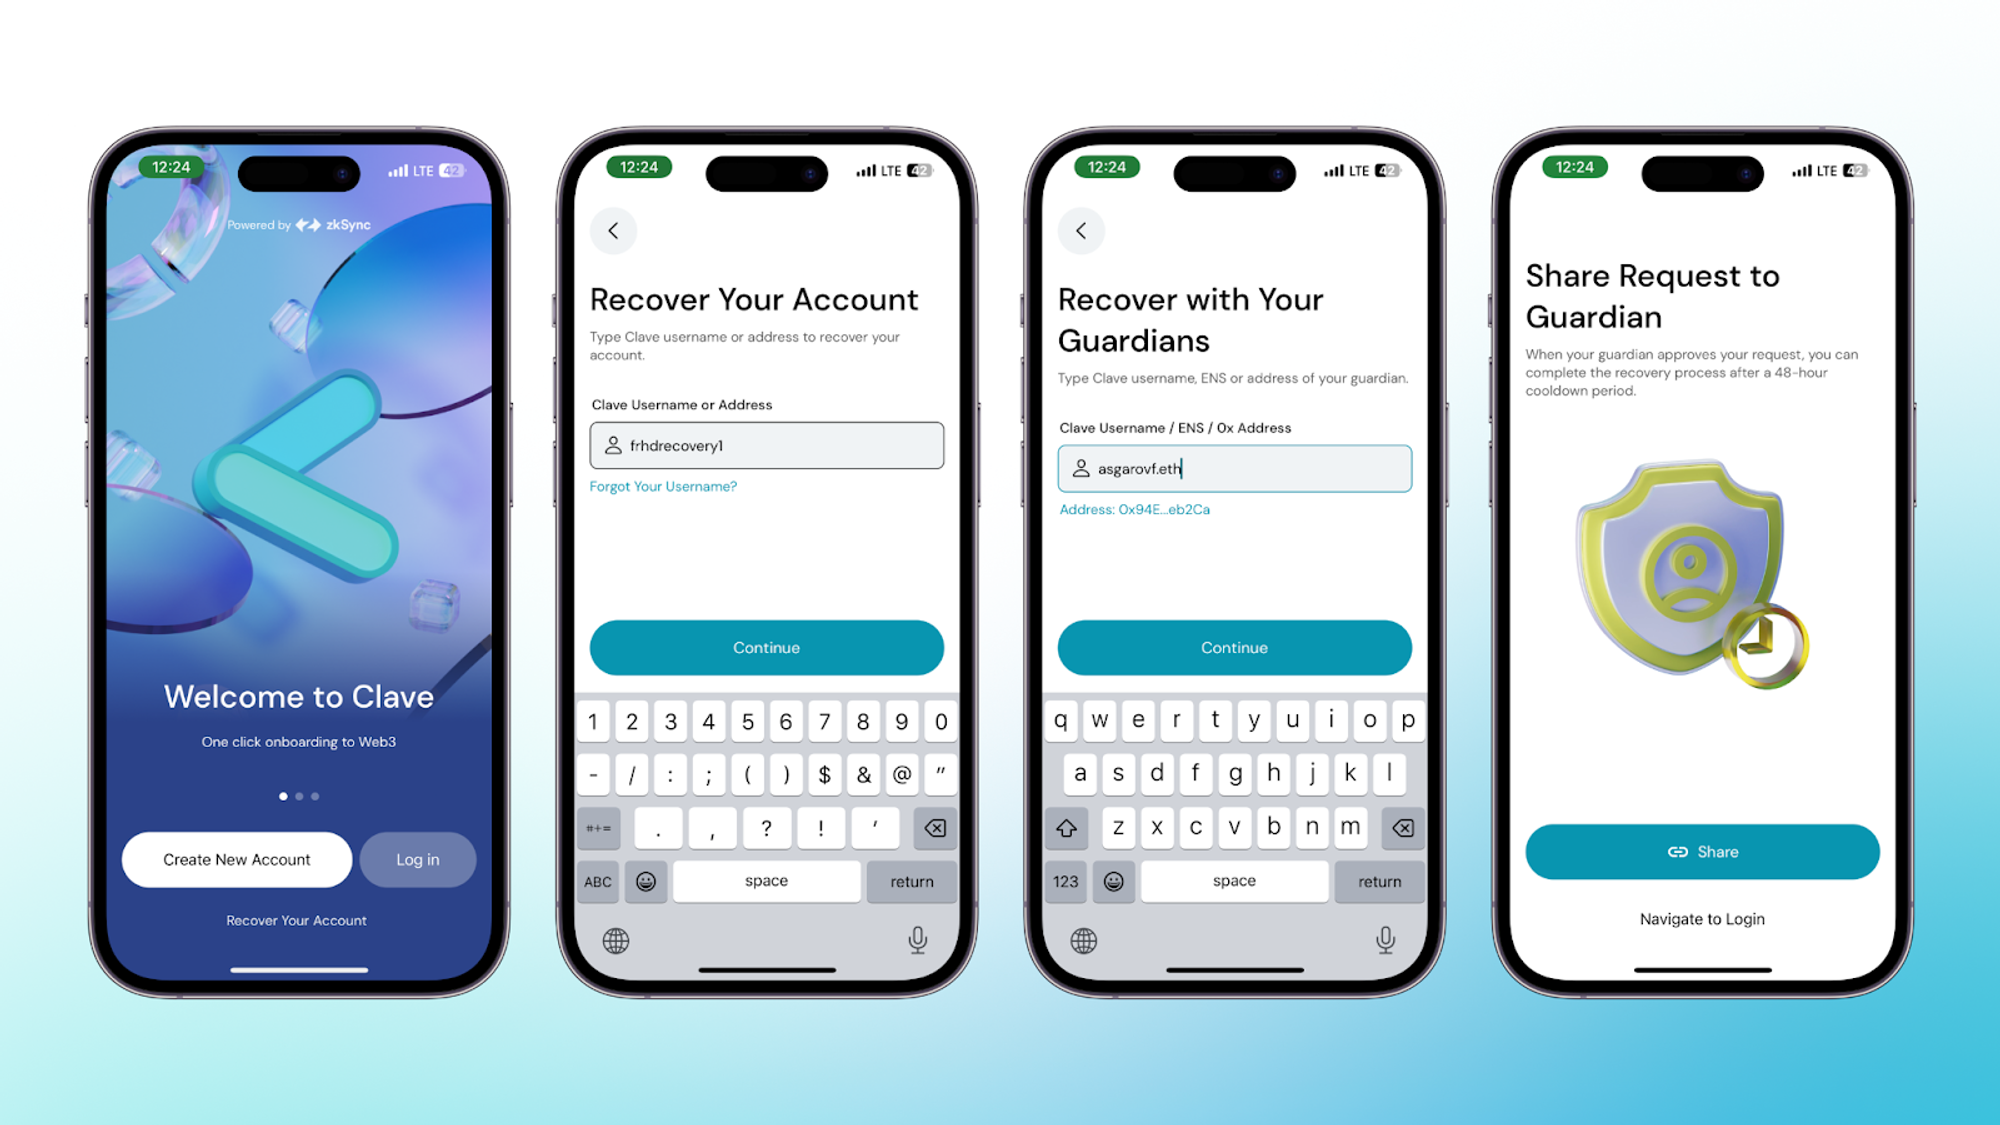 12:24
LTE 42
Powered by zkSync
Welcome to Clave
One click onboarding to Web3
Create New Account
Log in
Recover Your Account
12:24
LTE 42
Recover Your Account
Type Clave username or address to recover your
account.
Clave Username or Address
frhdrecovery1
Forgot Your Username?
Continue
1 2 3 4 5 6 7 8 9 0
- / : ; ( ) $ & @ "
#+= . , ? ! '
ABC space return
12:24
LTE 42
Recover with Your
Guardians
Type Clave username, ENS or address of your guardian.
Clave Username / ENS / 0x Address
asgarovf.eth
Address: 0x94E...eb2Ca
Continue
q w e r t y u i o p
a s d f g h j k l
z x c v b n m
123 space return
12:24
LTE 42
Share Request to
Guardian
When your guardian approves your request, you can
complete the recovery process after a 48-hour
cooldown period.
Share
Navigate to Login